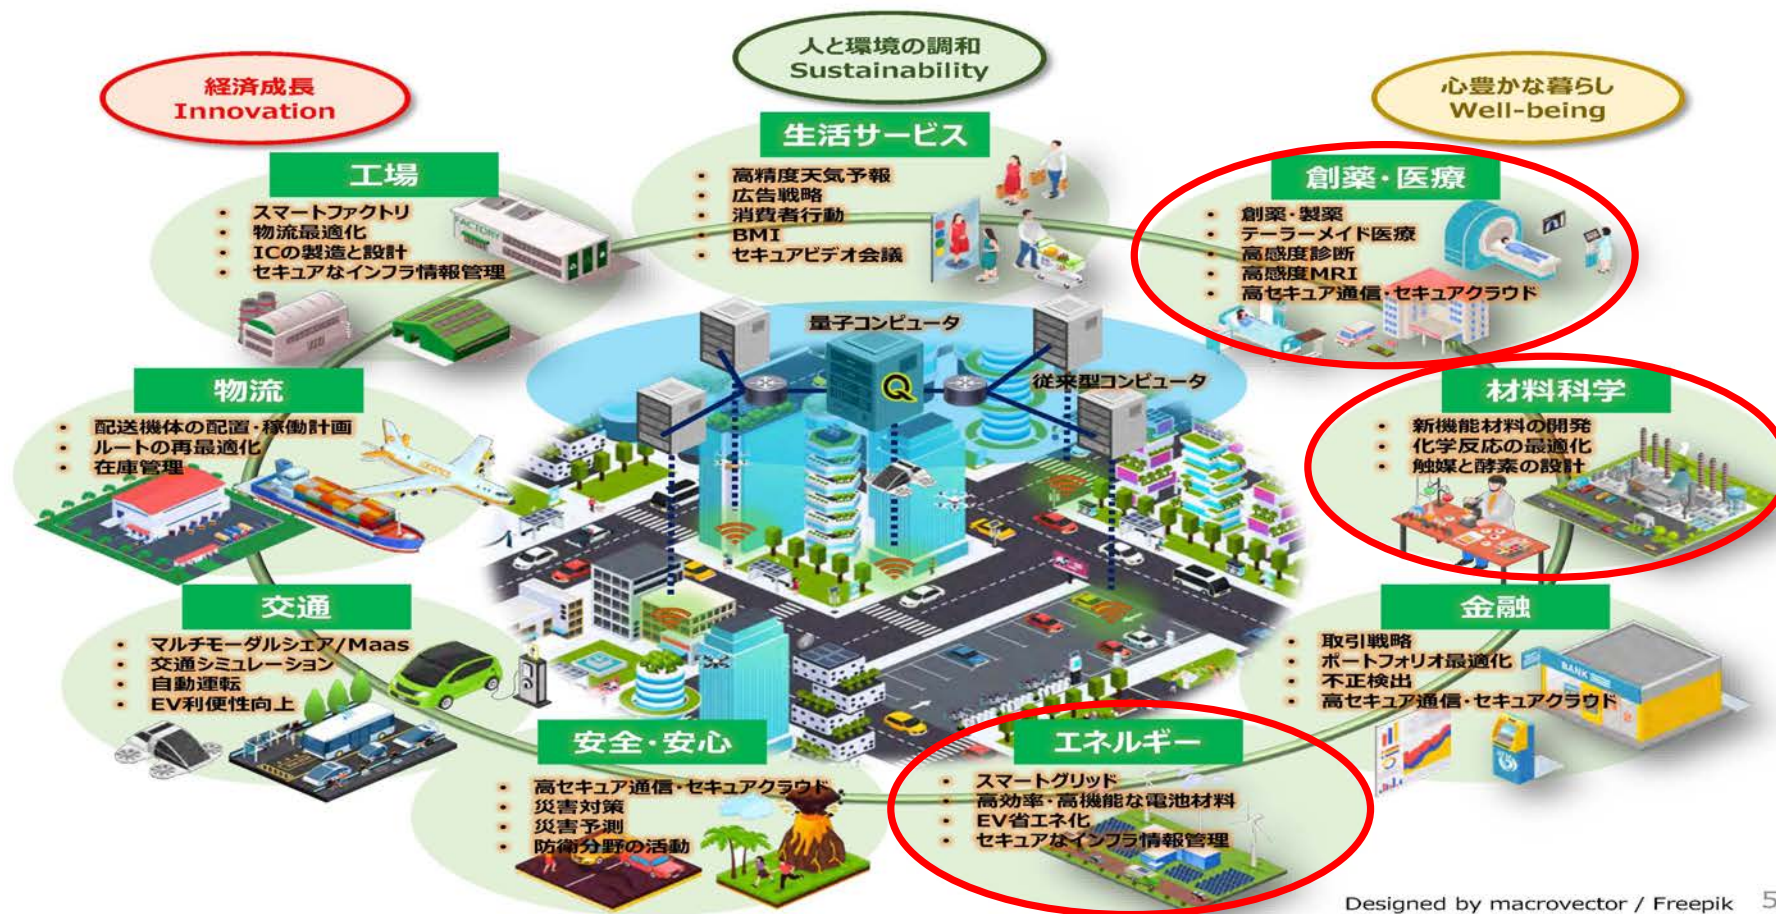 経済成長
Innovation
人と環境の調和
Sustainability
心豊かな暮らし
Well-being
工場
• スマートファクトリ
• 物流最適化
• ICの製造と設計
• セキュアなインフラ情報管理
FACTORY
生活サービス
• 高精度天気予報
• 広告戦略
• 消費者行動
• BMI
• セキュアビデオ会議
創薬・医療
• 創薬・製薬
• テーラーメイド医療
• 高感度診断
• 高感度MRI
• 高セキュア通信・セキュアクラウド
量子コンピュータ
Q
従来型コンピュータ
物流
• 配送機体の配置・稼働計画
• ルートの再最適化
• 在庫管理
材料科学
• 新機能材料の開発
• 化学反応の最適化
• 触媒と酵素の設計
交通
• マルチモーダルシェア/Maas
• 交通シミュレーション
• 自動運転
• EV利便性向上
金融
• 取引戦略
• ポートフォリオ最適化
• 不正検出
• 高セキュア通信・セキュアクラウド
BANK
安全・安心
• 高セキュア通信・セキュアクラウド
• 災害対策
• 災害予測
• 防衛分野の活動
エネルギー
• スマートグリッド
• 高効率・高機能な電池材料
• EV省エネ化
• セキュアなインフラ情報管理
ATM
Designed by macrovector / Freepik 5